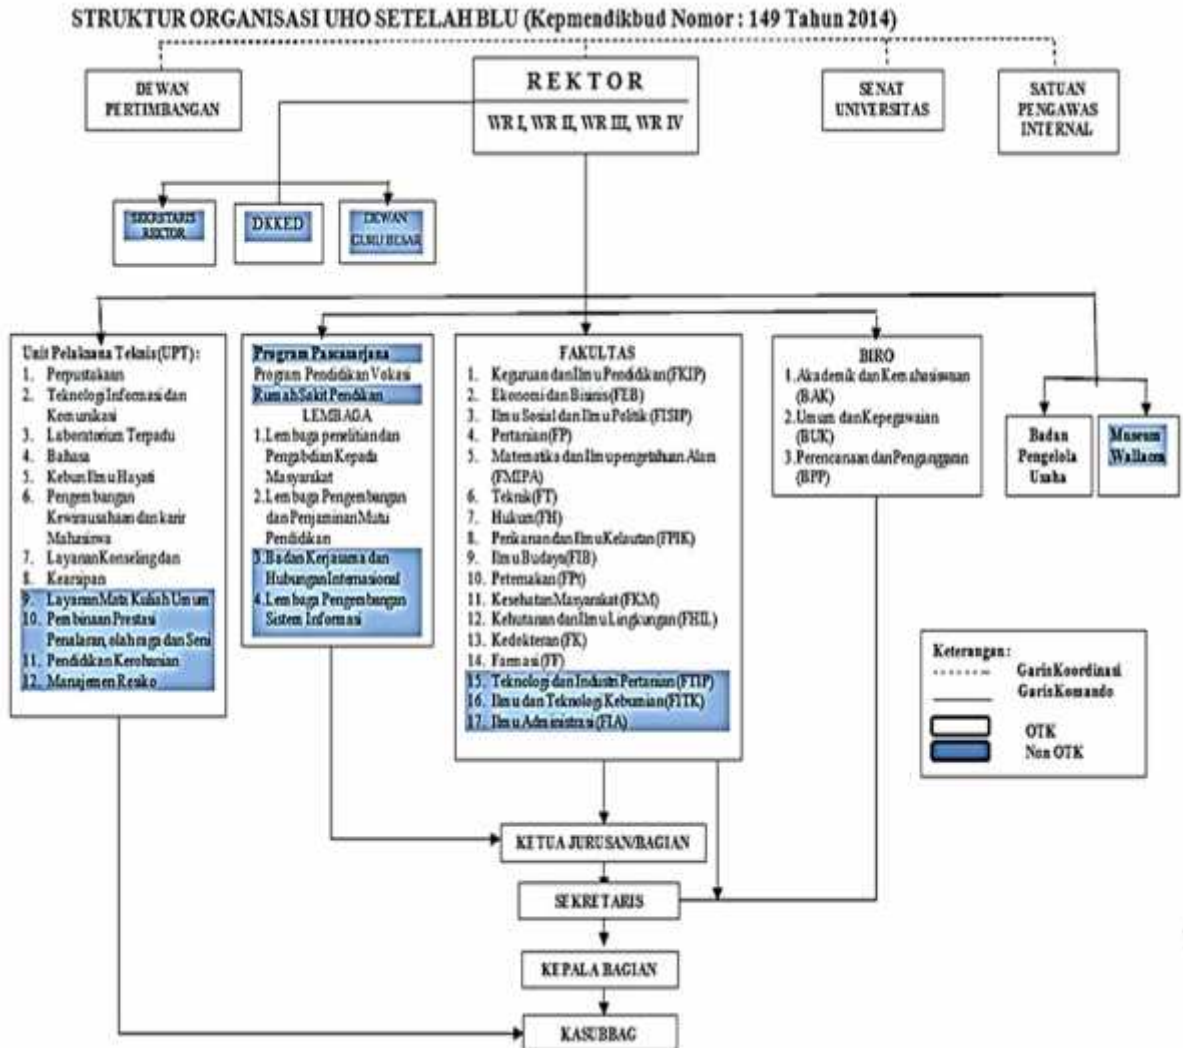 STRUKTUR ORGANISASI UHO SETELAH BLU (Kepmendikbud Nomor : 149 Tahun 2014)
DEWAN
PERTIMBANGAN
REKTOR
WR I, WR II, WR III, WR IV
SENAT
UNIVERSITAS
SATUAN
PENGAWAS
INTERNAL
SEKRETARIS
REKTOR
DKKED
DEWAN
GURU BESAR
Unit Pelaksana Teknis(UPT):
1. Perpustakaan
2. Teknologi Informasi dan
Komunikasi
3. Laboratorium Terpadu
4. Bahasa
5. Kebun Ilmu Hayati
6. Pengembangan
Kewirausahaan dan karir
Mahasiswa
7. Layanan Konseling dan
8. Kearsipan
9. Layanan Mata Kuliah Umum
10. Pembinaan Prestasi
Penalaran, olahraga dan Seni
11. Pendidikan Kerohanian
12. Manajemen Resiko
Program Pascasarjana
Program Pendidikan Vokasi
Rumah Sakit Pendidikan
LEMBAGA
1. Lembaga penelitian dan
Pengabdian Kepada
Masyarakat
2. Lembaga Pengembangan
dan Penjaminan Mutu
Pendidikan
3. Badan Kerjasama dan
Hubungan Internasional
4. Lembaga Pengembangan
Sistem Informasi
FAKULTAS
1. Keguruan dan Ilmu Pendidikan (FKIP)
2. Ekonomi dan Bisnis (FEB)
3. Ilmu Sosial dan Ilmu Politik (FISIP)
4. Pertanian (FP)
5. Matematika dan Ilmu pengetahuan Alam
(FMIPA)
6. Teknik (FT)
7. Hukum (FH)
8. Perikanan dan Ilmu Kelautan (FPIK)
9. Ilmu Budaya (FIB)
10. Peternakan (FPt)
11. Kesehatan Masyarakat (FKM)
12. Kehutanan dan Ilmu Lingkungan (FHIL)
13. Kedokteran (FK)
14. Farmasi (FF)
15. Teknologi dan Industri Pertanian (FTIP)
16. Ilmu dan Teknologi Kebumian (FITK)
17. Ilmu Administrasi (FIA)
BIRO
1. Akademik dan Kemahasiswaan
(BAK)
2. Umum dan Kepegawaian
(BUK)
3. Perencanaan dan Penganggaran
(BPP)
Badan
Pengelola
Usaha
Museum
Wallacea
Keterangan :
Garis Koordinasi
Garis Komando
OTK
Non OTK
KETUA JURUSAN/BAGIAN
SEKRETARIS
KEPALA BAGIAN
KASUBBAG